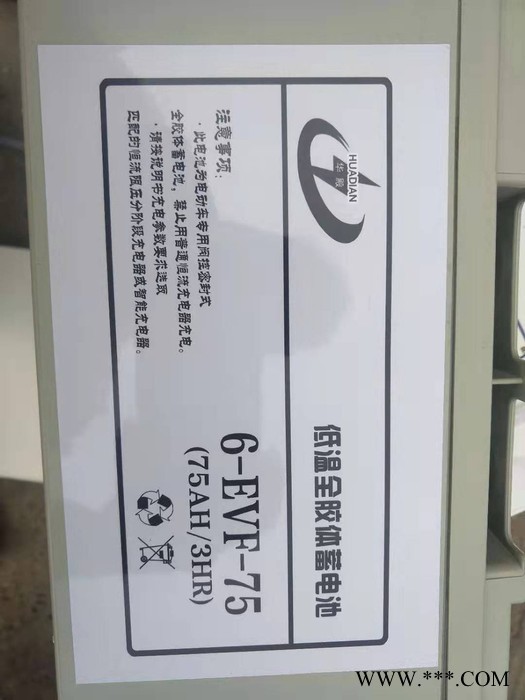 HUADIAN
华殿
低温全胶体蓄电池
注意事项:
·此电池为电动车专用阀控密封式
全胶体蓄电池，禁止用普通恒流充电器充电。
·请按说明书充电参数要求选取
匹配的恒流限压分阶段充电器或智能充电器。
6-EVF-75
(75AH/3HR)
WWW.***.COM